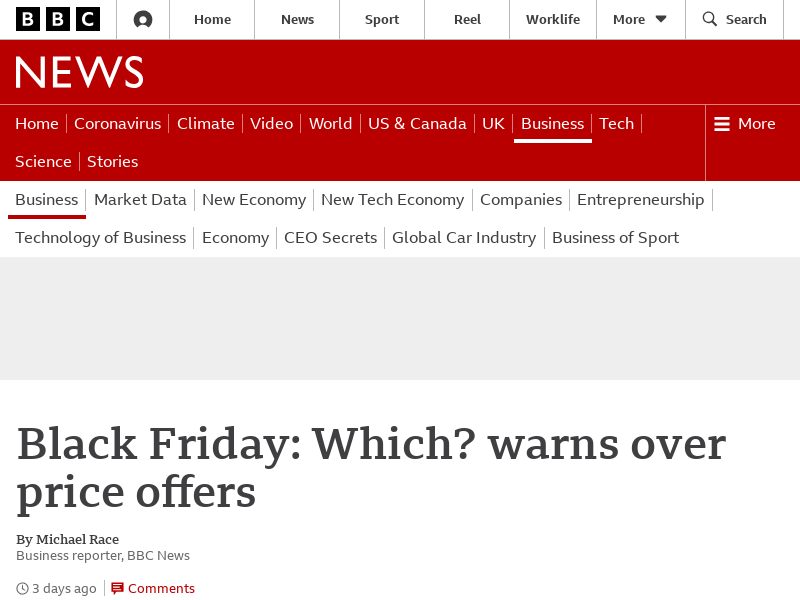 BBC Home News Sport Reel Worklife More Search
NEWS
Home Coronavirus Climate Video World US & Canada UK Business Tech More
Science Stories
Business Market Data New Economy New Tech Economy Companies Entrepreneurship
Technology of Business Economy CEO Secrets Global Car Industry Business of Sport
Black Friday: Which? warns over
price offers
By Michael Race
Business reporter, BBC News
3 days ago Comments